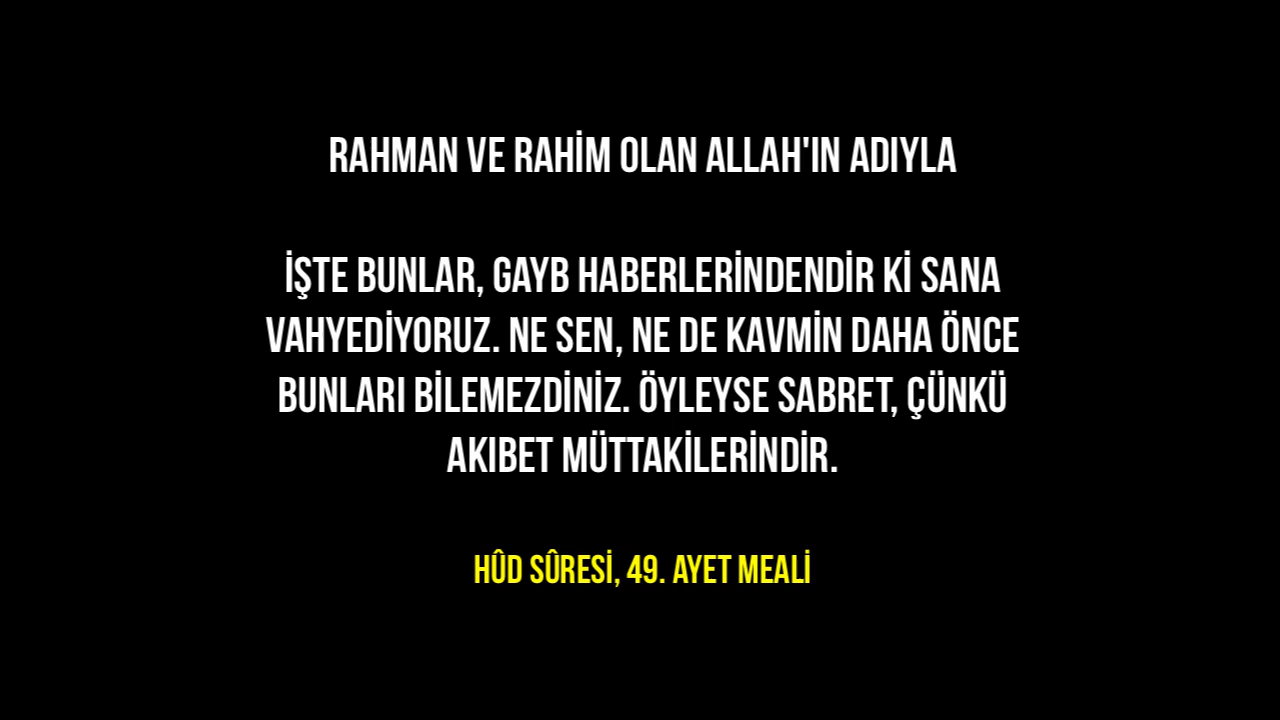 RAHMAN VE RAHİM OLAN ALLAH'IN ADIYLA
İŞTE BUNLAR, GAYB HABERLERİNDENDİR Kİ SANA
VAHYEDİYORUZ. NE SEN, NE DE KAVMİN DAHA ÖNCE
BUNLARI BİLEMEZDİNİZ. ÖYLEYSE SABRET, ÇÜNKÜ
AKIBET MÜTTAKİLERİNDİR.
HÛD SÛRESİ, 49. AYET MEALİ